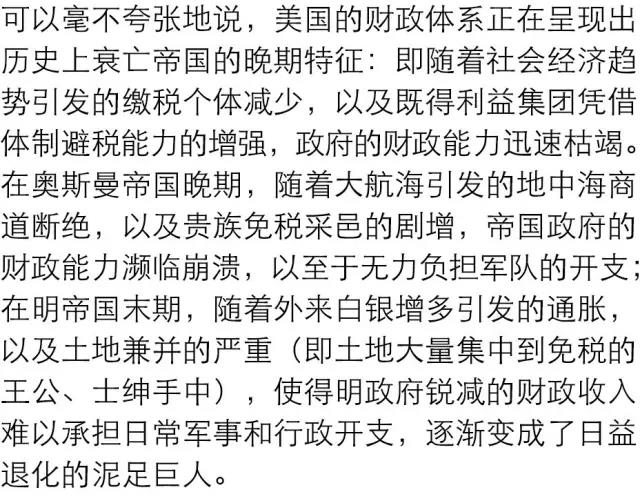 可以毫不夸张地说，美国的财政体系正在呈现出
历史上衰亡帝国的晚期特征：即随着社会经济趋
势引发的缴税个体减少，以及既得利益集团凭借
体制避税能力的增强，政府的财政能力迅速枯竭。
在奥斯曼帝国晚期，随着大航海引发的地中海商
道断绝，以及贵族免税采邑的剧增，帝国政府的
财政能力濒临崩溃，以至于无力负担军队的开支；
在明帝国末期，随着外来白银增多引发的通胀，
以及土地兼并的严重（即土地大量集中到免税的
王公、士绅手中），使得明政府锐减的财政收入
难以承担日常军事和行政开支，逐渐变成了日益
退化的泥足巨人。